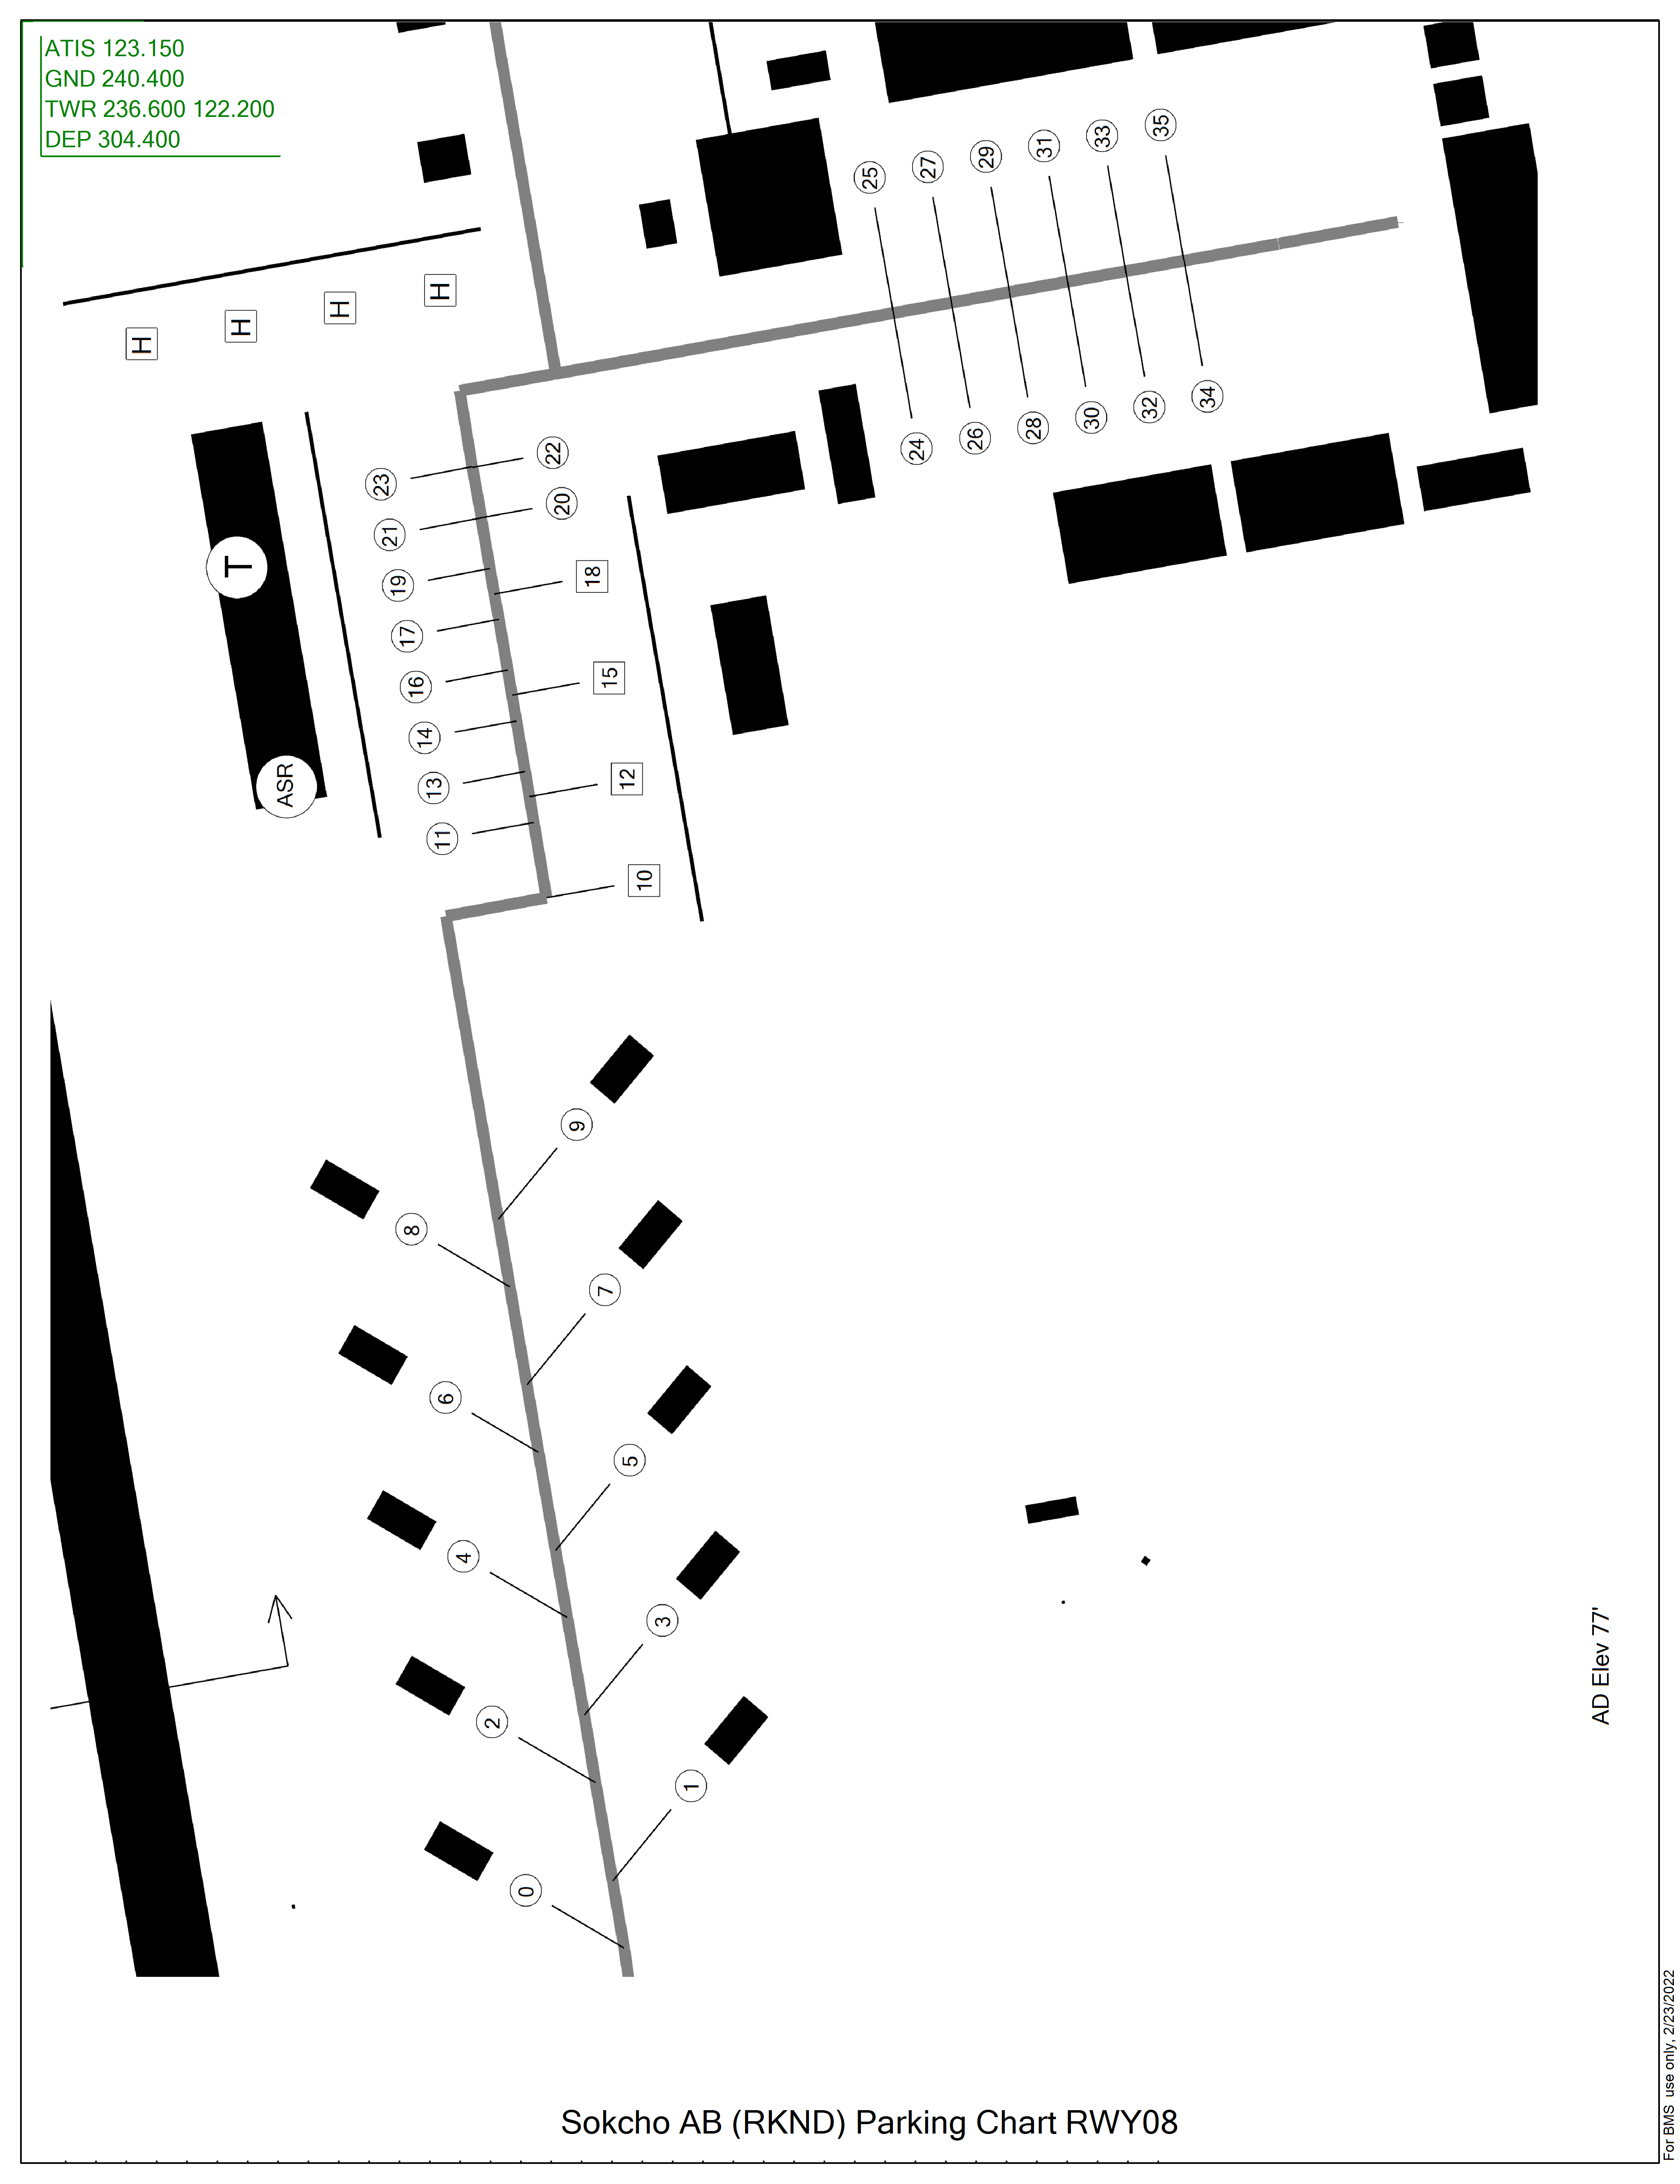 ATIS 123.150
GND 240.400
TWR 236.600 122.200
DEP 304.400
35
33
31
29
27
25
H
H
H
H
34
32
30
28
26
24
22
23
20
21
T
18
19
17
15
16
14
12
13
ASR
11
10
9
8
7
6
5
4
3
AD Elev 77'
2
1
0
Sokcho AB (RKND) Parking Chart RWY08
For BMS use only, 2/23/2022